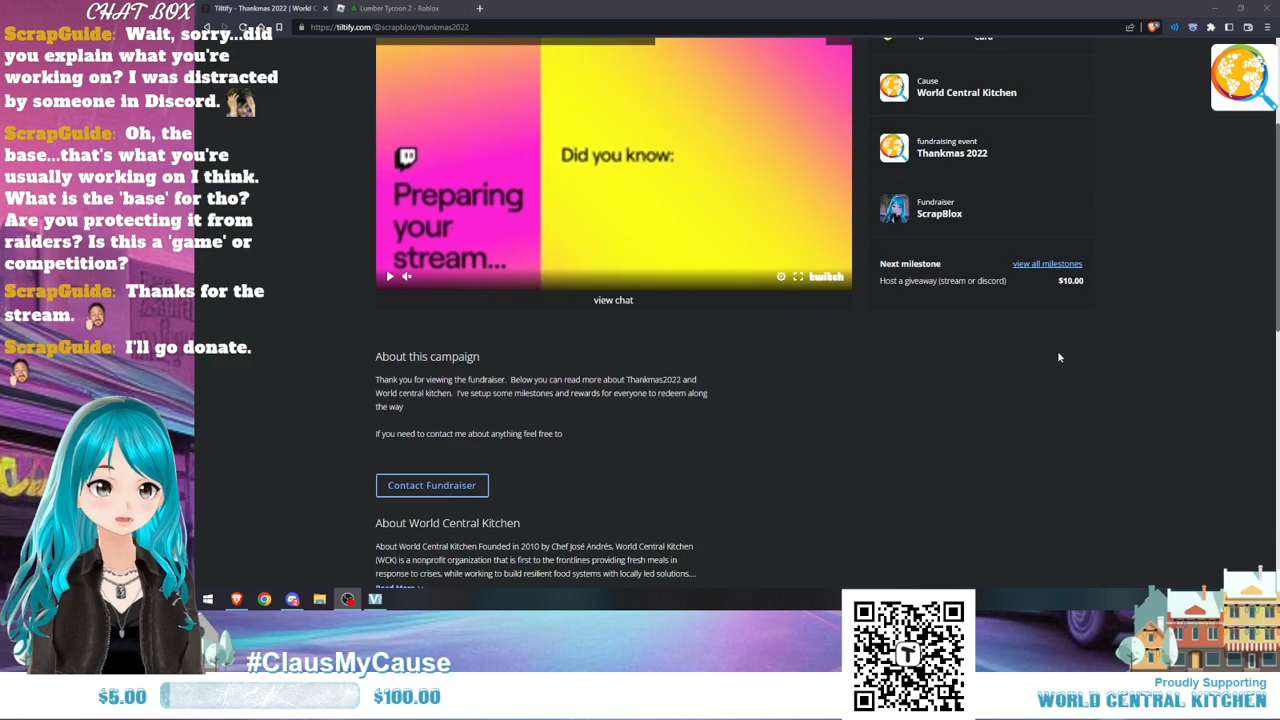 CHAT BOX
ScrapGuide: Wait, sorry...did
you explain what you're
working on? I was distracted
by someone in Discord.
ScrapGuide: Oh, the
base...that's what you're
usually working on I think.
What is the 'base' for tho?
Are you protecting it from
raiders? Is this a 'game' or
competition?
ScrapGuide: Thanks for the
stream.
ScrapGuide: I'll go donate.
Tiltify - Thankmas 2022 | World C
Lumber Tycoon 2 - Roblox
https://tiltify.com/@scrapblox/thankmas2022
Preparing
your
stream...
Did you know:
twitch
view chat
Cause
World Central Kitchen
fundraising event
Thankmas 2022
Fundraiser
ScrapBlox
Next milestone
view all milestones
Host a giveaway (stream or discord)
$10.00
About this campaign
Thank you for viewing the fundraiser. Below you can read more about Thankmas2022 and
World central kitchen. I've setup some milestones and rewards for everyone to redeem along
the way
If you need to contact me about anything feel free to
Contact Fundraiser
About World Central Kitchen
About World Central Kitchen Founded in 2010 by Chef José Andrés, World Central Kitchen
(WCK) is a nonprofit organization that is first to the frontlines providing fresh meals in
response to crises, while working to build resilient food systems with locally led solutions....
#ClausMyCause
$5.00
$100.00
Proudly Supporting
WORLD CENTRAL KITCHEN